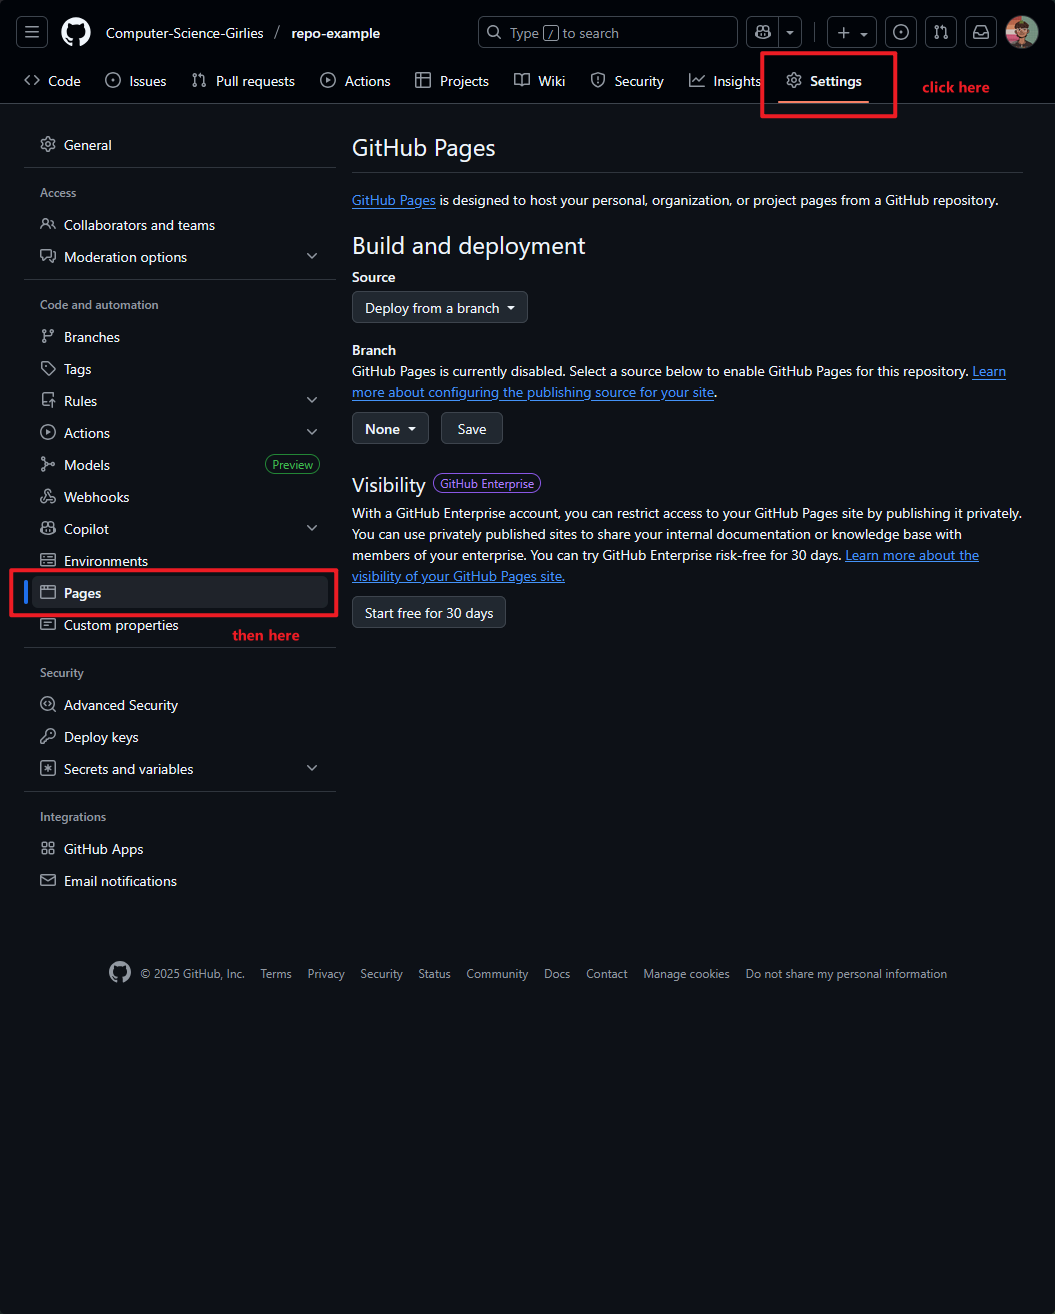 Computer-Science-Girlies / repo-example
Type / to search
Code Issues Pull requests Actions Projects Wiki Security Insights Settings
click here
General
Access
Collaborators and teams
Moderation options
Code and automation
Branches
Tags
Rules
Actions
Models Preview
Webhooks
Copilot
Environments
Pages
Custom properties
then here
Security
Advanced Security
Deploy keys
Secrets and variables
Integrations
GitHub Apps
Email notifications
GitHub Pages
GitHub Pages is designed to host your personal, organization, or project pages from a GitHub repository.
Build and deployment
Source
Deploy from a branch
Branch
GitHub Pages is currently disabled. Select a source below to enable GitHub Pages for this repository. Learn
more about configuring the publishing source for your site.
None Save
Visibility GitHub Enterprise
With a GitHub Enterprise account, you can restrict access to your GitHub Pages site by publishing it privately.
You can use privately published sites to share your internal documentation or knowledge base with
members of your enterprise. You can try GitHub Enterprise risk-free for 30 days. Learn more about the
visibility of your GitHub Pages site.
Start free for 30 days
© 2025 GitHub, Inc. Terms Privacy Security Status Community Docs Contact Manage cookies Do not share my personal information